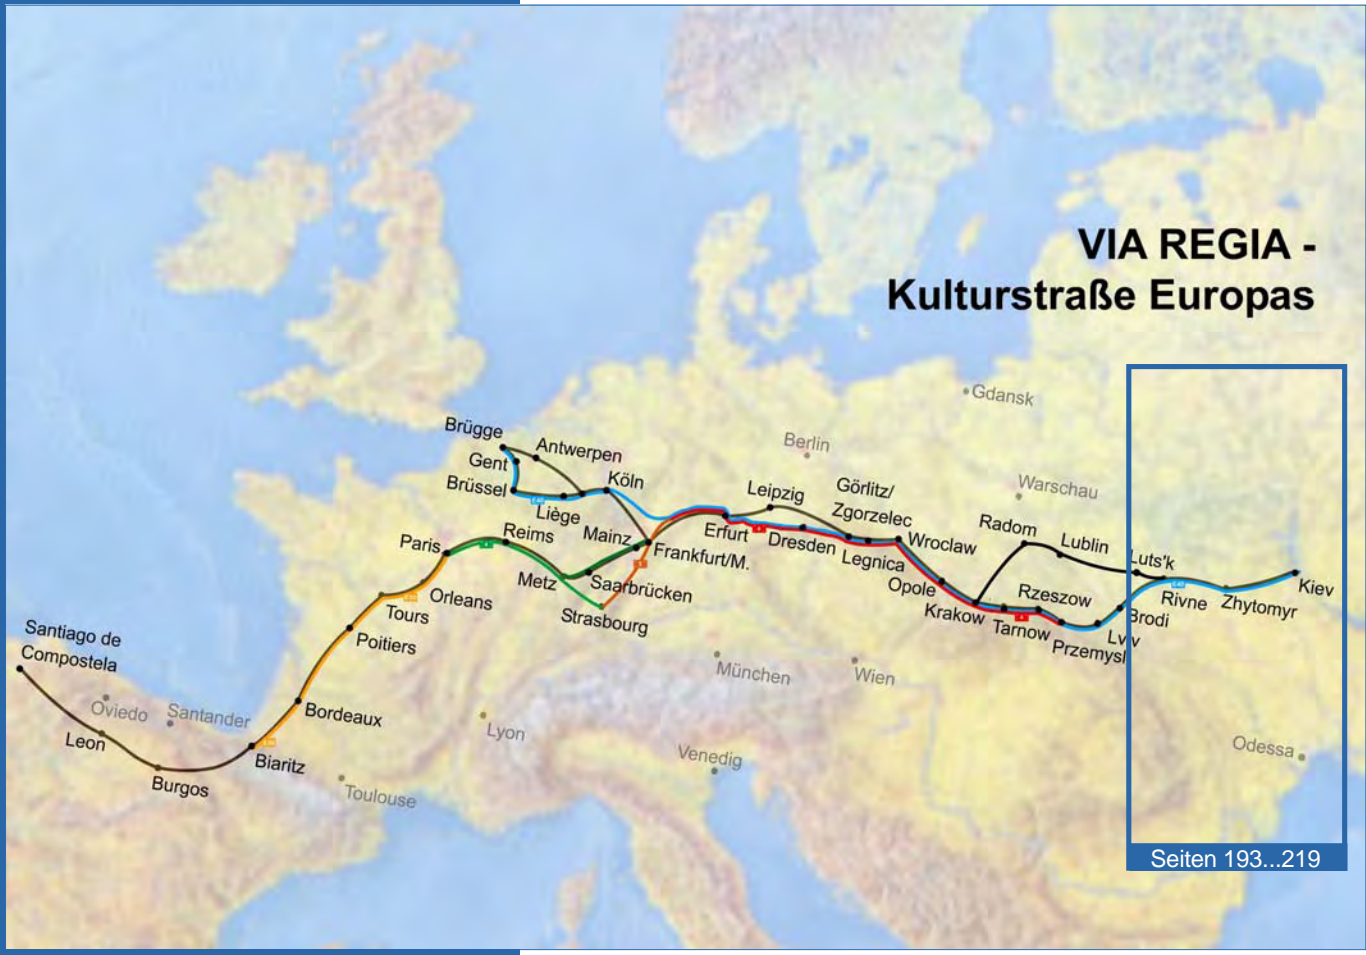 VIA REGIA -
Kulturstraße Europas
Gdansk
Brügge
Antwerpen
Berlin
Gent
Köln
Brüssel
Leipzig
Görlitz/
Zgorzelec
Warschau
Liège
Radom
Lublin
Reims
Mainz
Erfurt
Dresden
Wroclaw
Paris
Frankfurt/M.
Legnica
Luts'k
Metz
Saarbrücken
Opole
Rzeszow
Kiev
Orleans
Rivne
Zhytomyr
Tours
Strasbourg
Krakow
Tarnow
Brodi
Lviv
Przemysl
Poitiers
Santiago de
Compostela
München
Wien
Oviedo
Santander
Bordeaux
Lyon
Leon
Venedig
Odessa
Biaritz
Burgos
Toulouse
Seiten 193...219